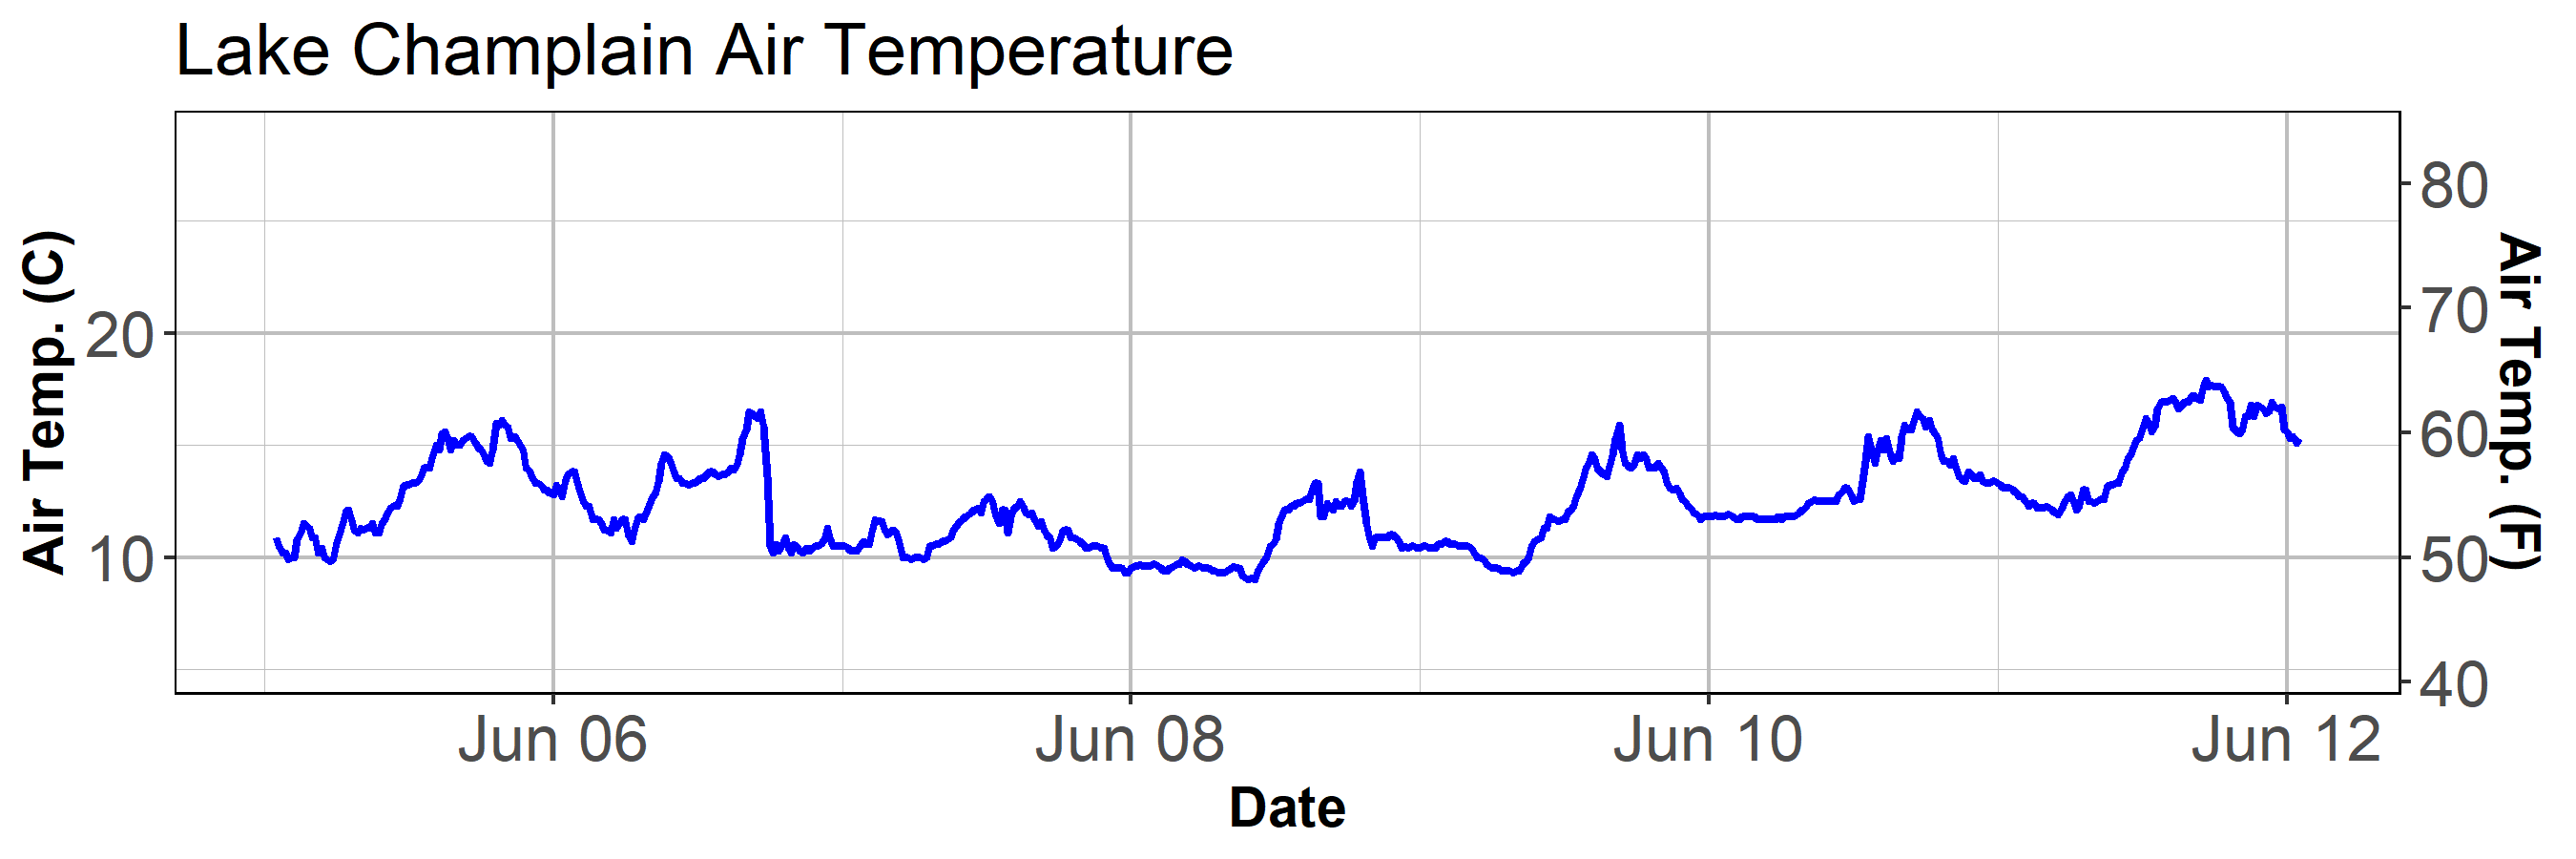 Lake Champlain Air Temperature
Air Temp. (C)
20
10
80
70
60
50
40
Air Temp. (F)
Jun 06 Jun 08 Jun 10 Jun 12
Date